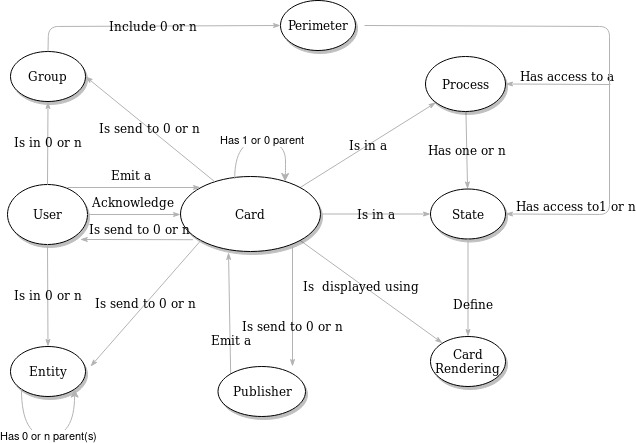 Perimeter
Include 0 or n
Group
Process
Has access to a
Is send to 0 or n
Has 1 or 0 parent
Is in 0 or n
Is in a
Has one or n
Emit a
Acknowledge
User
Card
Is in a
State
Has access to1 or n
Is send to 0 or n
Is in 0 or n
Is send to 0 or n
Is  displayed using
Define
Is send to 0 or n
Emit a
Card
Rendering
Entity
Publisher
Has 0 or n parent(s)